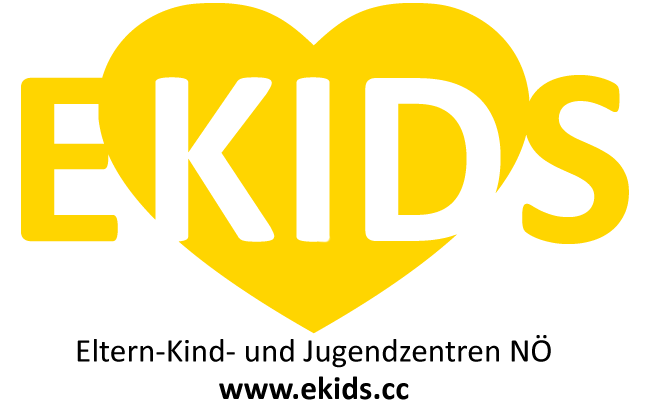 EKIDS
Eltern-Kind- und Jugendzentren NÖ
www.ekids.cc